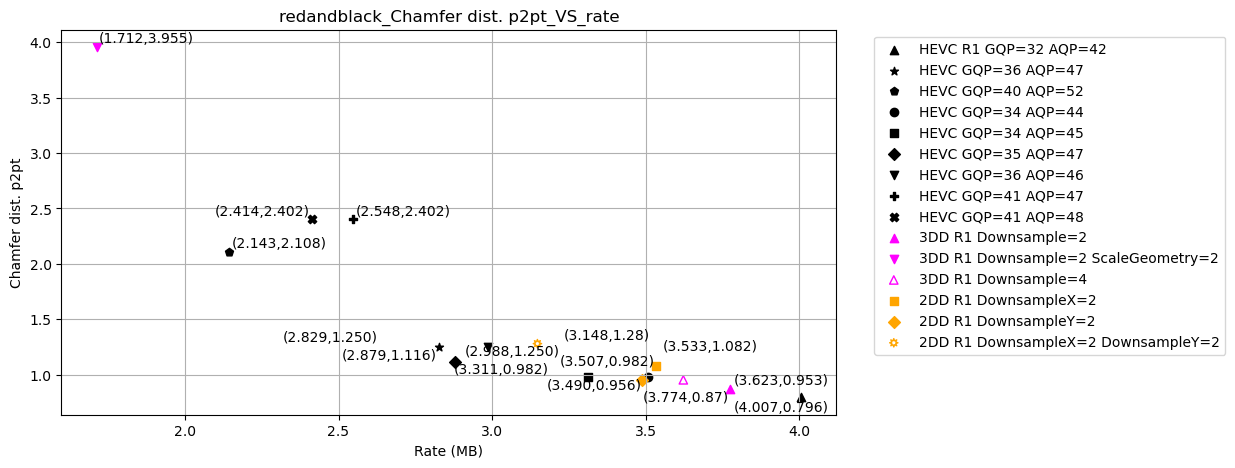 redandblack_Chamfer dist. p2pt_VS_rate
Chamfer dist. p2pt
4.0
3.5
3.0
2.5
2.0
1.5
1.0
(1.712,3.955)
(2.414,2.402)
(2.548,2.402)
(2.143,2.108)
(2.829,1.250)
(3.148,1.28)
(2.879,1.116)
(2.988,1.250)
(3.533,1.082)
(3.311,0.982)
(3.507,0.982)
(3.490,0.956)
(3.623,0.953)
(3.774,0.87)
(4.007,0.796)
2.0
2.5
3.0
3.5
4.0
Rate (MB)
HEVC R1 GQP=32 AQP=42
HEVC GQP=36 AQP=47
HEVC GQP=40 AQP=52
HEVC GQP=34 AQP=44
HEVC GQP=34 AQP=45
HEVC GQP=35 AQP=47
HEVC GQP=36 AQP=46
HEVC GQP=41 AQP=47
HEVC GQP=41 AQP=48
3DD R1 Downsample=2
3DD R1 Downsample=2 ScaleGeometry=2
3DD R1 Downsample=4
2DD R1 DownsampleX=2
2DD R1 DownsampleY=2
2DD R1 DownsampleX=2 DownsampleY=2